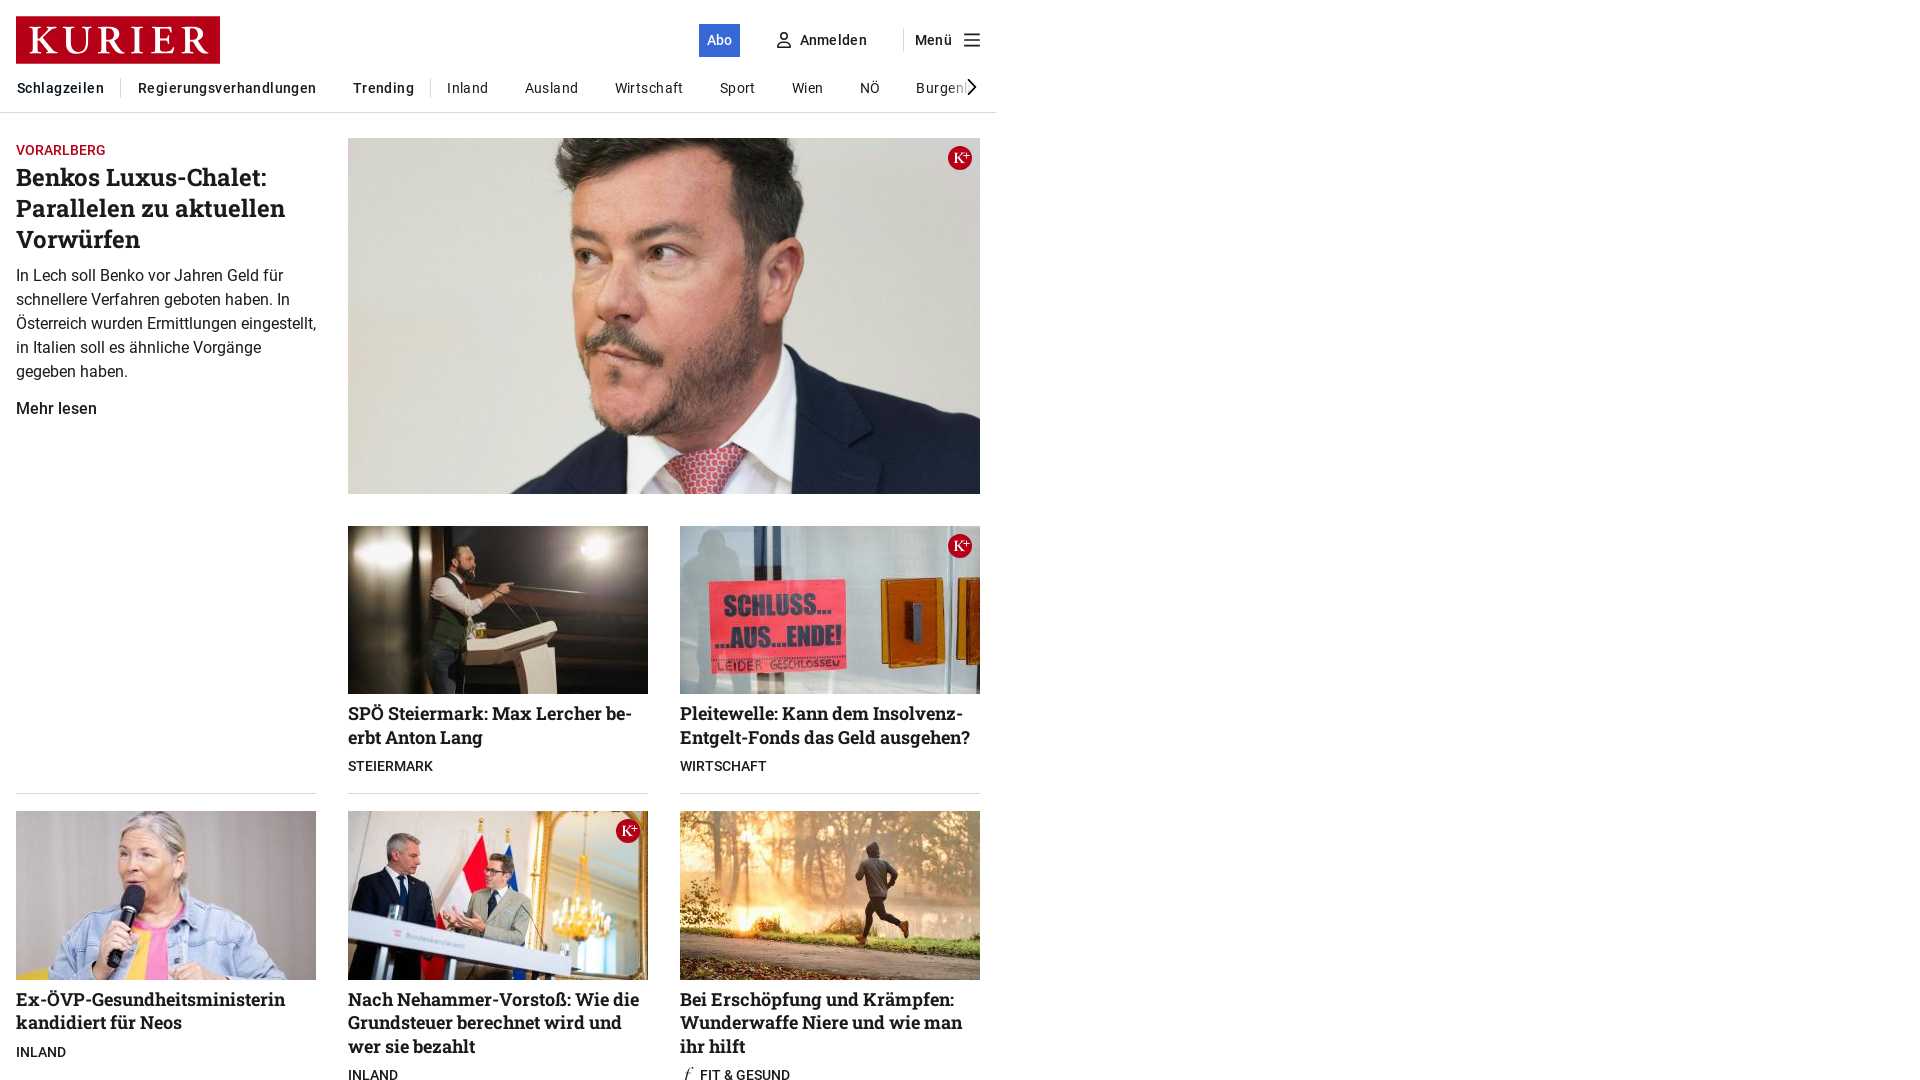 KURIER
Abo
Anmelden
Menü
Schlagzeilen
Regierungsverhandlungen
Trending
Inland
Ausland
Wirtschaft
Sport
Wien
NÖ
VORARLBERG
Benkos Luxus-Chalet:
Parallelen zu aktuellen
Vorwürfen
In Lech soll Benko vor Jahren Geld für
schnellere Verfahren geboten haben. In
Österreich wurden Ermittlungen eingestellt,
in Italien soll es ähnliche Vorgänge
gegeben haben.
Mehr lesen
K+
K+
SCHLUSS...
...AUS...ENDE!
LEIDER GESCHLOSSEN
SPÖ Steiermark: Max Lercher be-
erbt Anton Lang
STEIERMARK
Pleitewelle: Kann dem Insolvenz-
Entgelt-Fonds das Geld ausgehen?
WIRTSCHAFT
K+
Bundeskanzleramt
Ex-ÖVP-Gesundheitsministerin
kandidiert für Neos
INLAND
Nach Nehammer-Vorstoß: Wie die
Grundsteuer berechnet wird und
wer sie bezahlt
INLAND
Bei Erschöpfung und Krämpfen:
Wunderwaffe Niere und wie man
ihr hilft
f FIT & GESUND